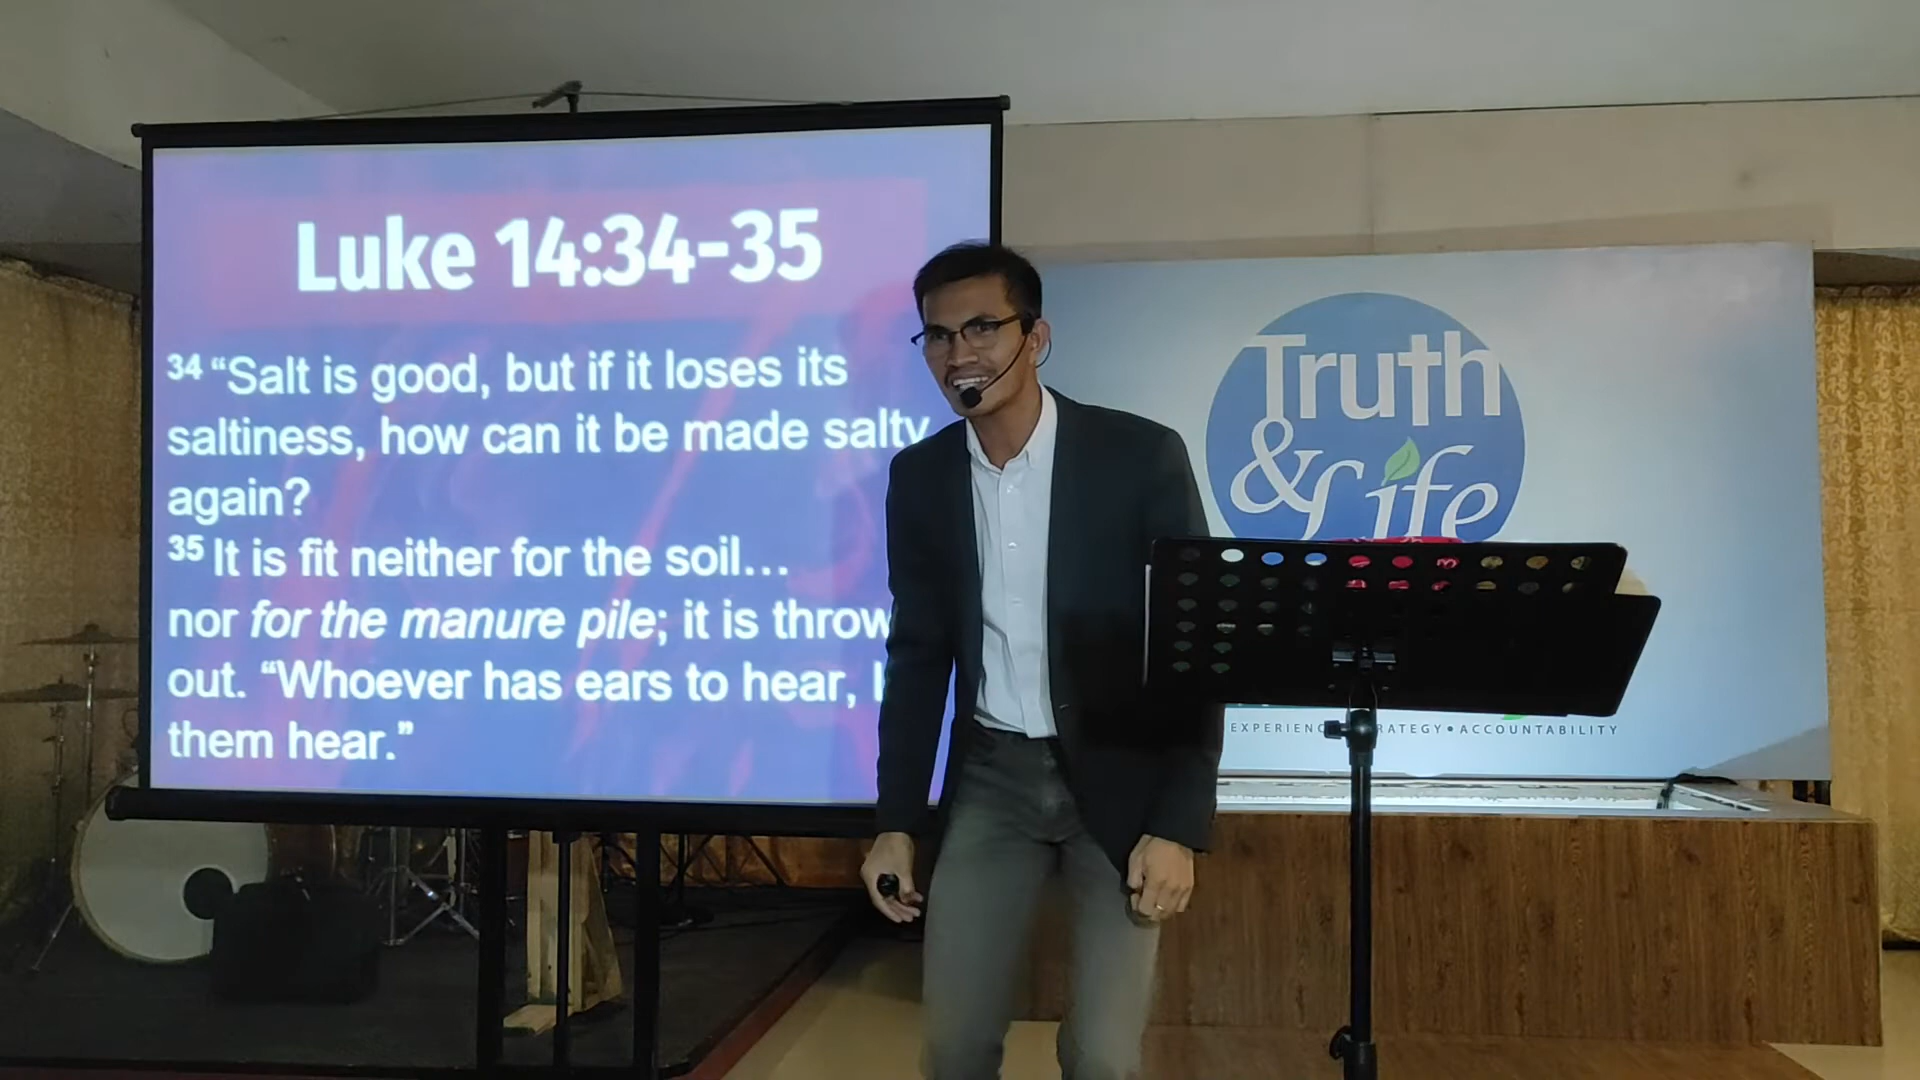 Luke 14:34-35
34 “Salt is good, but if it loses its
saltiness, how can it be made salty
again?
35 It is fit neither for the soil…
nor for the manure pile; it is throw
out. “Whoever has ears to hear, l
them hear.”
Truth
& Life
ACCOUNTABILITY